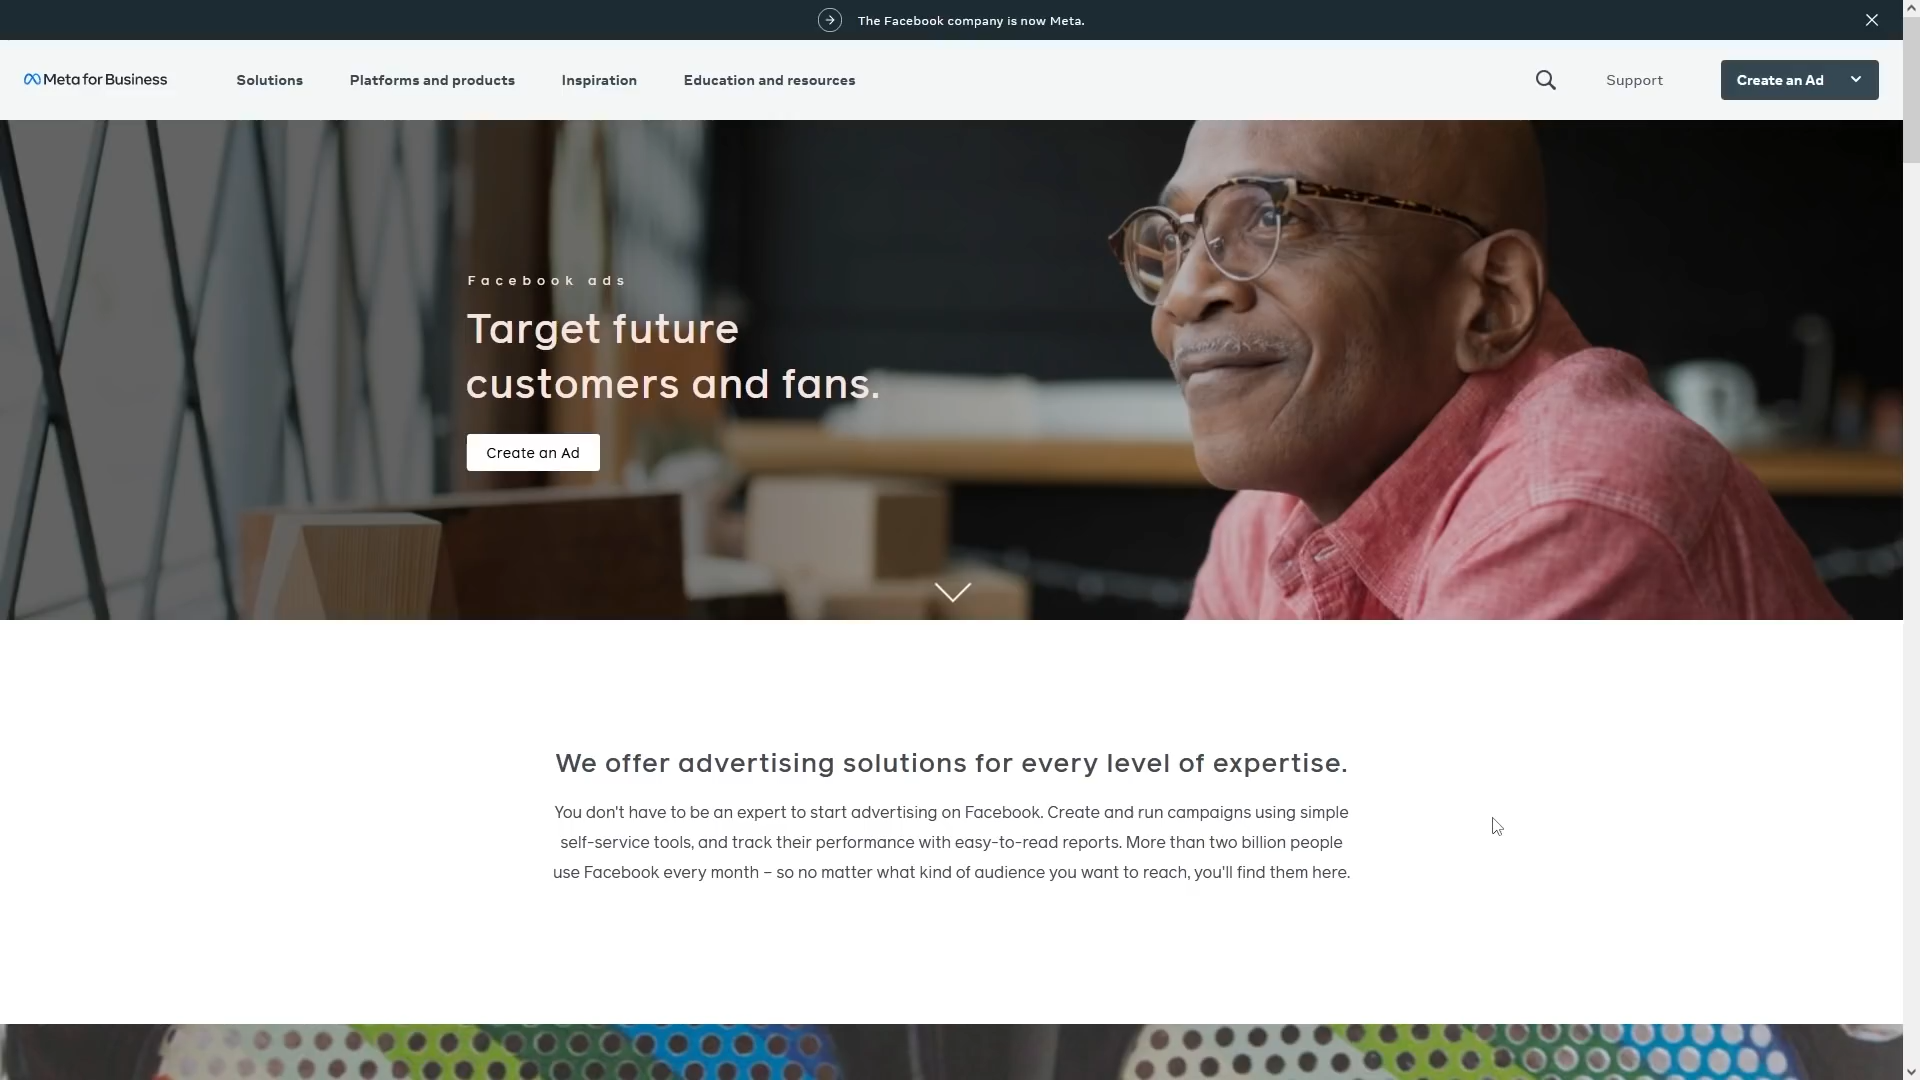 The Facebook company is now Meta.
Meta for Business
Solutions
Platforms and products
Inspiration
Education and resources
Support
Create an Ad
Facebook ads
Target future
customers and fans.
Create an Ad
We offer advertising solutions for every level of expertise.
You don't have to be an expert to start advertising on Facebook. Create and run campaigns using simple
self-service tools, and track their performance with easy-to-read reports. More than two billion people
use Facebook every month – so no matter what kind of audience you want to reach, you'll find them here.